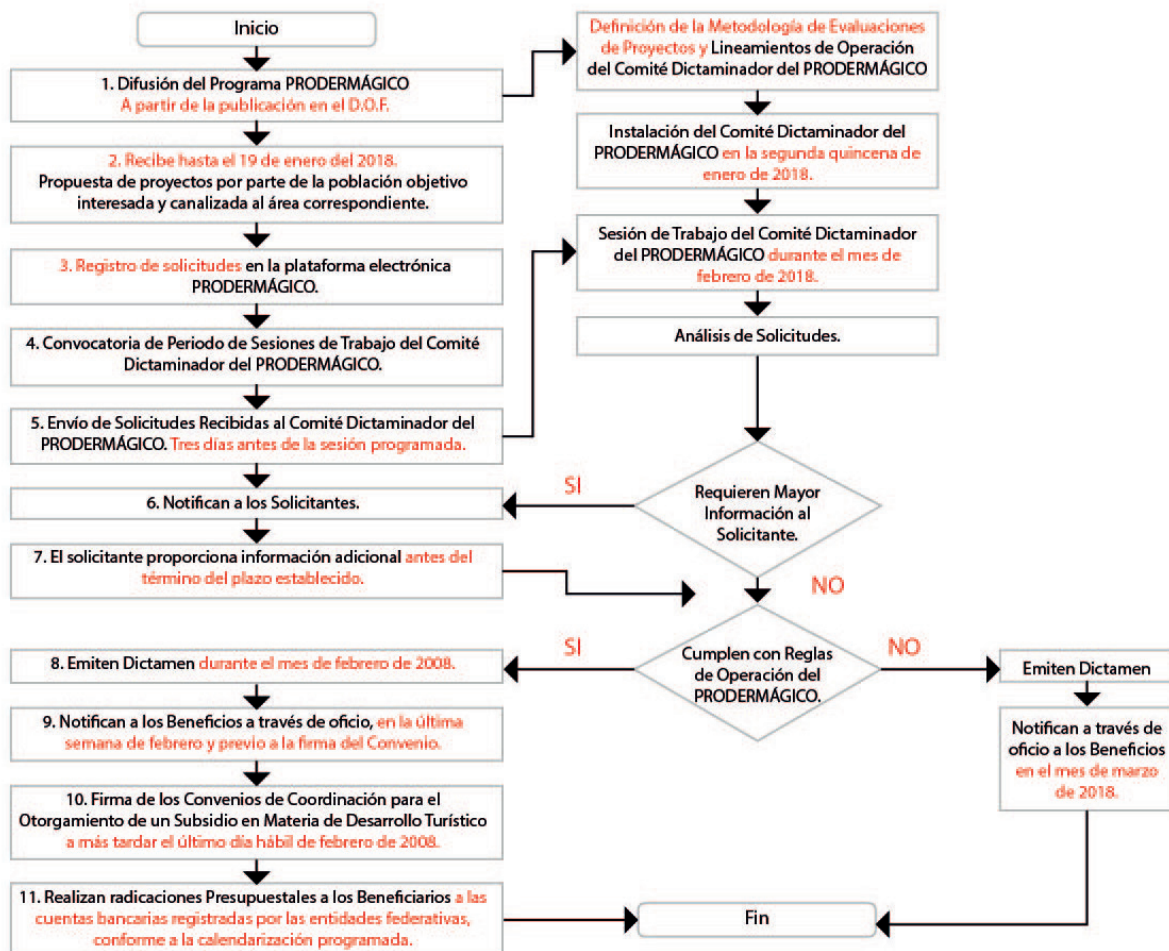 Inicio
1. Difusión del Programa PRODERMÁGICO
A partir de la publicación en el D.O.F.
2. Recibe hasta el 19 de enero del 2018.
Propuesta de proyectos por parte de la población objetivo
interesada y canalizada al área correspondiente.
3. Registro de solicitudes en la plataforma electrónica
PRODERMÁGICO.
4. Convocatoria de Periodo de Sesiones de Trabajo del Comité
Dictaminador del PRODERMÁGICO.
5. Envío de Solicitudes Recibidas al Comité Dictaminador del
PRODERMÁGICO. Tres días antes de la sesión programada.
6. Notifican a los Solicitantes.
7. El solicitante proporciona información adicional antes del
término del plazo establecido.
8. Emiten Dictamen durante el mes de febrero de 2008.
9. Notifican a los Beneficios a través de oficio, en la última
semana de febrero y previo a la firma del Convenio.
10. Firma de los Convenios de Coordinación para el
Otorgamiento de un Subsidio en Materia de Desarrollo Turístico
a más tardar el último día hábil de febrero de 2008.
11. Realizan radicaciones Presupuestales a los Beneficiarios a las
cuentas bancarias registradas por las entidades federativas,
conforme a la calendarización programada.
Definición de la Metodología de Evaluaciones
de Proyectos y Lineamientos de Operación
del Comité Dictaminador del PRODERMÁGICO
Instalación del Comité Dictaminador del
PRODERMÁGICO en la segunda quincena de
enero de 2018.
Sesión de Trabajo del Comité Dictaminador
del PRODERMÁGICO durante el mes de
febrero de 2018.
Análisis de Solicitudes.
SI
Requieren Mayor
Información al
Solicitante.
NO
SI
Cumplen con Reglas
de Operación del
PRODERMÁGICO.
NO
Emiten Dictamen
Notifican a través de
oficio a los Beneficios
en el mes de marzo
de 2018.
Fin